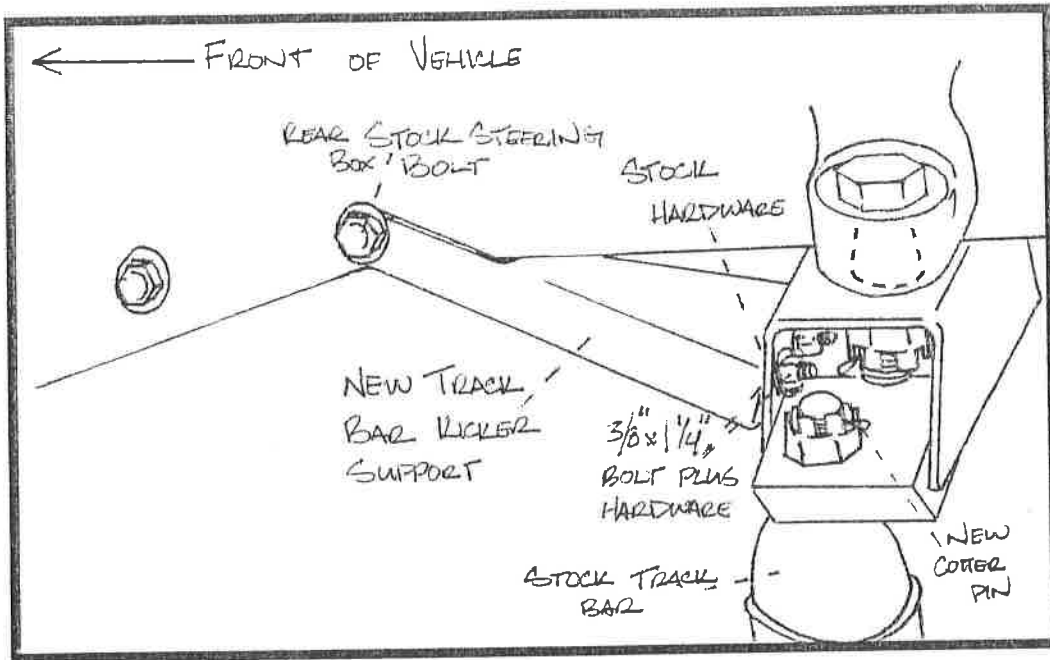 FRONT OF VEHICLE
REAR STOCK STEERING
BOX BOLT
STOCK
HARDWARE
NEW TRACK
BAR KICKER
SUPPORT
3/8" x 1 1/4"
BOLT PLUS
HARDWARE
STOCK TRACK
BAR
NEW
COTTER
PIN